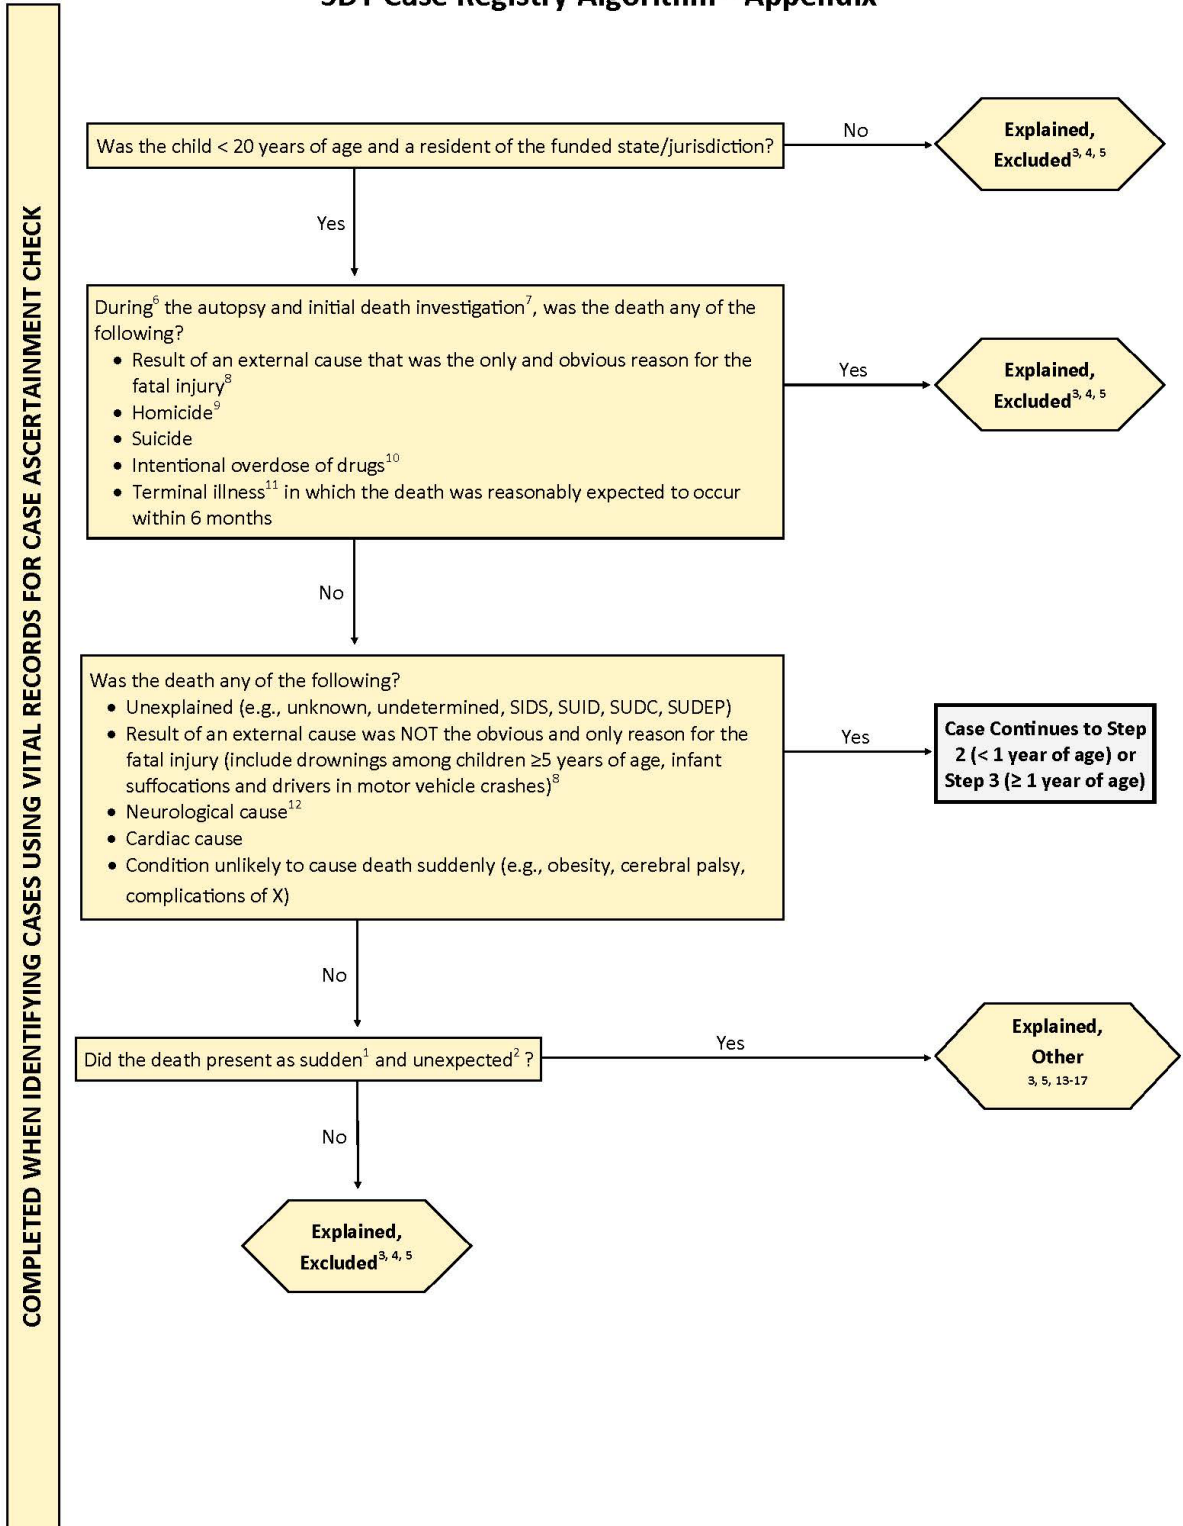 SDY Case Registry Algorithm - Appendix
COMPLETED WHEN IDENTIFYING CASES USING VITAL RECORDS FOR CASE ASCERTAINMENT CHECK
Was the child < 20 years of age and a resident of the funded state/jurisdiction?
No
Explained,
Excluded3, 4, 5
Yes
During6 the autopsy and initial death investigation7, was the death any of the
following?
• Result of an external cause that was the only and obvious reason for the
fatal injury8
• Homicide9
• Suicide
• Intentional overdose of drugs10
• Terminal illness11 in which the death was reasonably expected to occur
within 6 months
Yes
Explained,
Excluded3, 4, 5
No
Was the death any of the following?
• Unexplained (e.g., unknown, undetermined, SIDS, SUID, SUDC, SUDEP)
• Result of an external cause was NOT the obvious and only reason for the
fatal injury (include drownings among children ≥5 years of age, infant
suffocations and drivers in motor vehicle crashes)8
• Neurological cause12
• Cardiac cause
• Condition unlikely to cause death suddenly (e.g., obesity, cerebral palsy,
complications of X)
Yes
Case Continues to Step
2 (< 1 year of age) or
Step 3 (≥ 1 year of age)
No
Did the death present as sudden1 and unexpected2 ?
Yes
Explained,
Other
3, 5, 13-17
No
Explained,
Excluded3, 4, 5